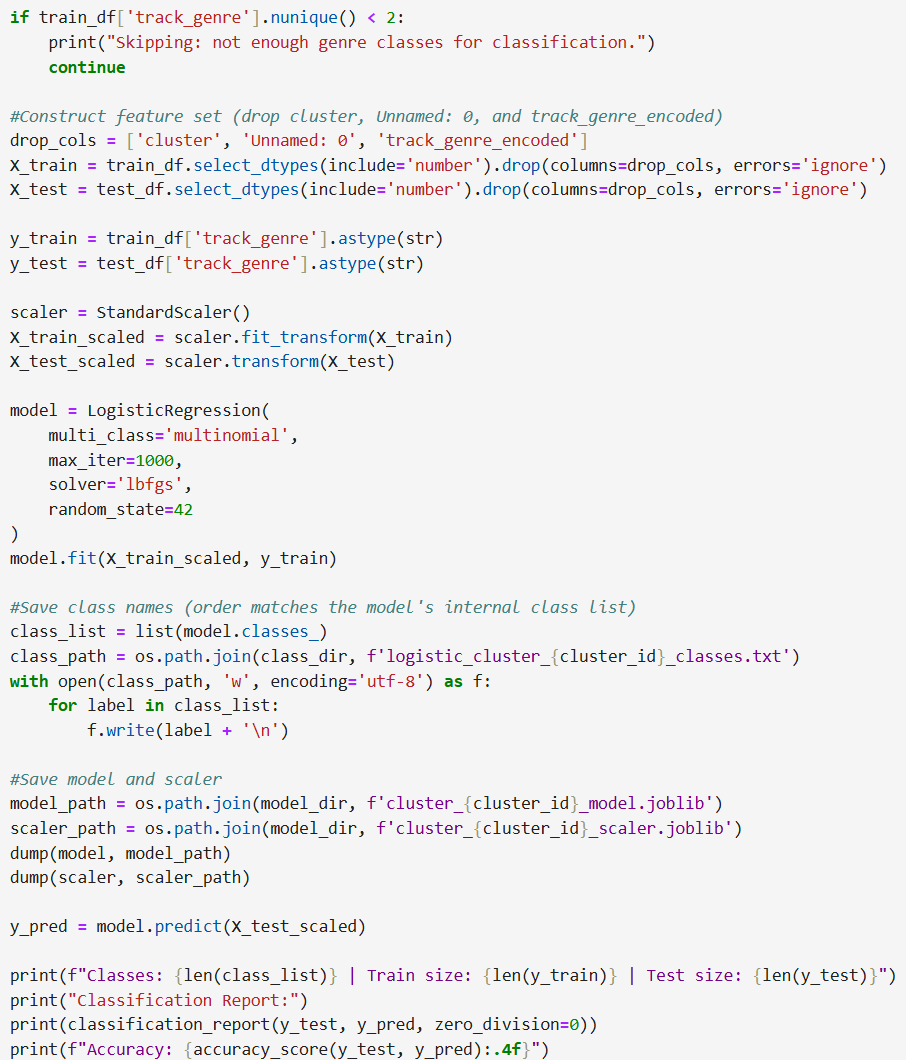 if train_df['track_genre'].nunique() < 2:
    print("Skipping: not enough genre classes for classification.")
    continue

#Construct feature set (drop cluster, Unnamed: 0, and track_genre_encoded)
drop_cols = ['cluster', 'Unnamed: 0', 'track_genre_encoded']
X_train = train_df.select_dtypes(include='number').drop(columns=drop_cols, errors='ignore')
X_test = test_df.select_dtypes(include='number').drop(columns=drop_cols, errors='ignore')

y_train = train_df['track_genre'].astype(str)
y_test = test_df['track_genre'].astype(str)

scaler = StandardScaler()
X_train_scaled = scaler.fit_transform(X_train)
X_test_scaled = scaler.transform(X_test)

model = LogisticRegression(
    multi_class='multinomial',
    max_iter=1000,
    solver='lbfgs',
    random_state=42
)
model.fit(X_train_scaled, y_train)

#Save class names (order matches the model's internal class list)
class_list = list(model.classes_)
class_path = os.path.join(class_dir, f'logistic_cluster_{cluster_id}_classes.txt')
with open(class_path, 'w', encoding='utf-8') as f:
    for label in class_list:
        f.write(label + '\n')

#Save model and scaler
model_path = os.path.join(model_dir, f'cluster_{cluster_id}_model.joblib')
scaler_path = os.path.join(model_dir, f'cluster_{cluster_id}_scaler.joblib')
dump(model, model_path)
dump(scaler, scaler_path)

y_pred = model.predict(X_test_scaled)

print(f"Classes: {len(class_list)} | Train size: {len(y_train)} | Test size: {len(y_test)}")
print("Classification Report:")
print(classification_report(y_test, y_pred, zero_division=0))
print(f"Accuracy: {accuracy_score(y_test, y_pred):.4f}")